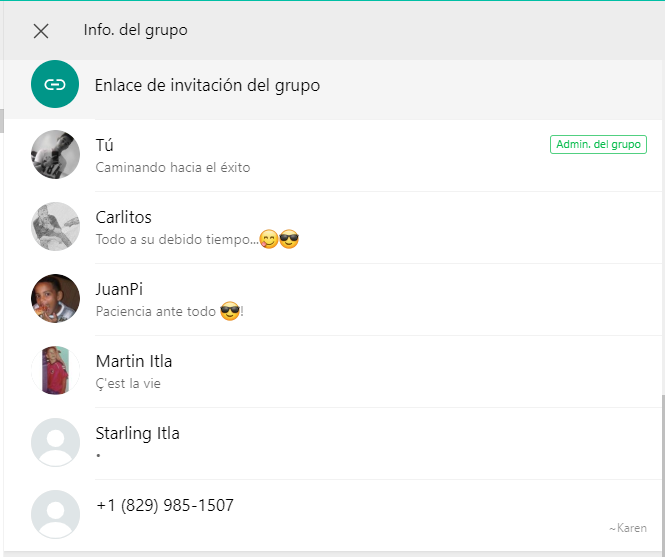 Info. del grupo
Enlace de invitación del grupo
Tú
Admin. del grupo
Caminando hacia el éxito
Carlitos
Todo a su debido tiempo...😋😎
JuanPi
Paciencia ante todo 😎!
Martin Itla
Ç'est la vie
Starling Itla
•
+1 (829) 985-1507
~Karen